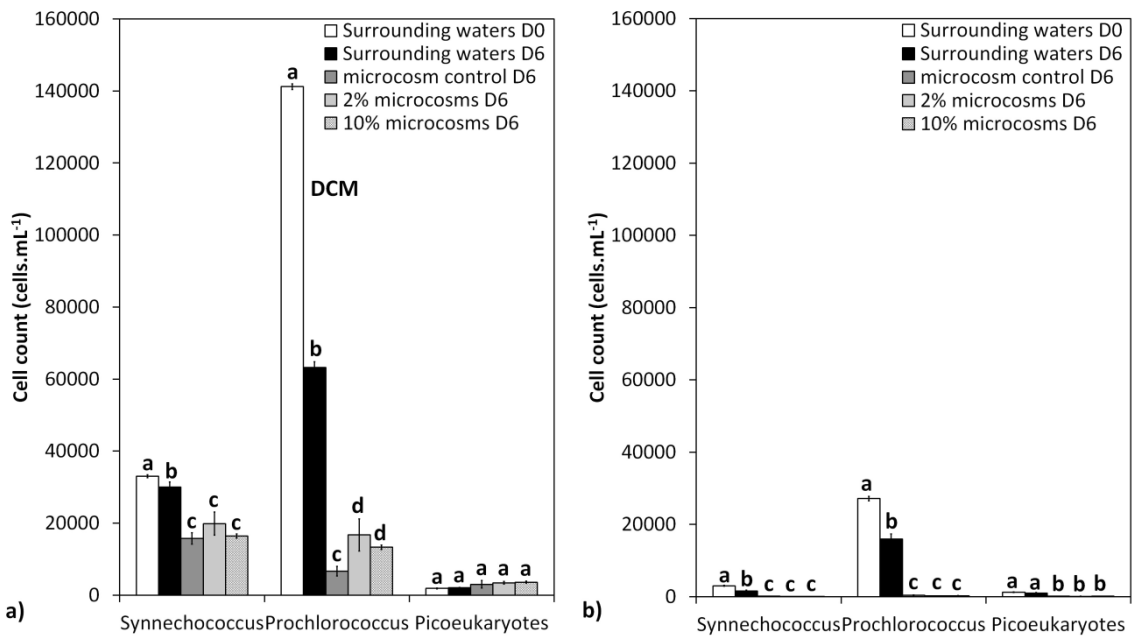 160000
140000
120000
100000
80000
60000
40000
20000
0
Cell count (cells.mL⁻¹)
Surrounding waters D0
Surrounding waters D6
microcosm control D6
2% microcosms D6
10% microcosms D6
DCM
a b c c c
a b c d d
a a a a a
Synnechococcus Prochlorococcus Picoeukaryotes
a)
160000
140000
120000
100000
80000
60000
40000
20000
0
Cell count (cells.mL⁻¹)
Surrounding waters D0
Surrounding waters D6
microcosm control D6
2% microcosms D6
10% microcosms D6
a b c c c
a b c c c
a a b b b
Synnechococcus Prochlorococcus Picoeukaryotes
b)